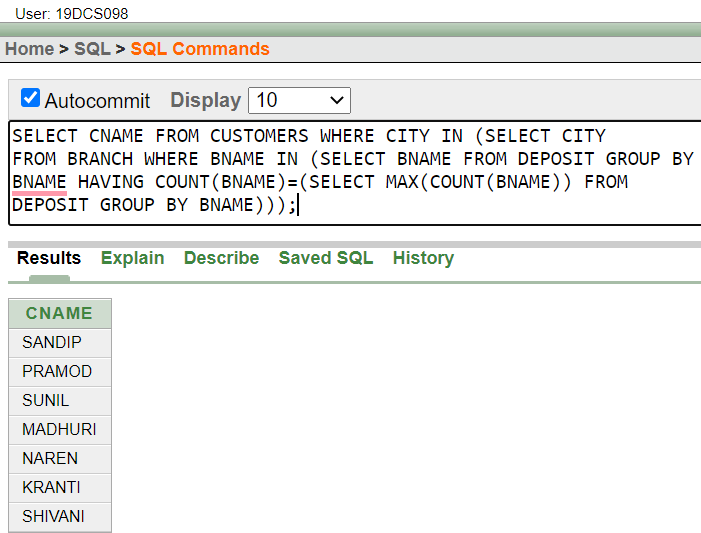 User: 19DCS098
Home > SQL > SQL Commands
Autocommit Display 10
SELECT CNAME FROM CUSTOMERS WHERE CITY IN (SELECT CITY
FROM BRANCH WHERE BNAME IN (SELECT BNAME FROM DEPOSIT GROUP BY
BNAME HAVING COUNT(BNAME)=(SELECT MAX(COUNT(BNAME)) FROM
DEPOSIT GROUP BY BNAME)));
Results Explain Describe Saved SQL History
CNAME
SANDIP
PRAMOD
SUNIL
MADHURI
NAREN
KRANTI
SHIVANI